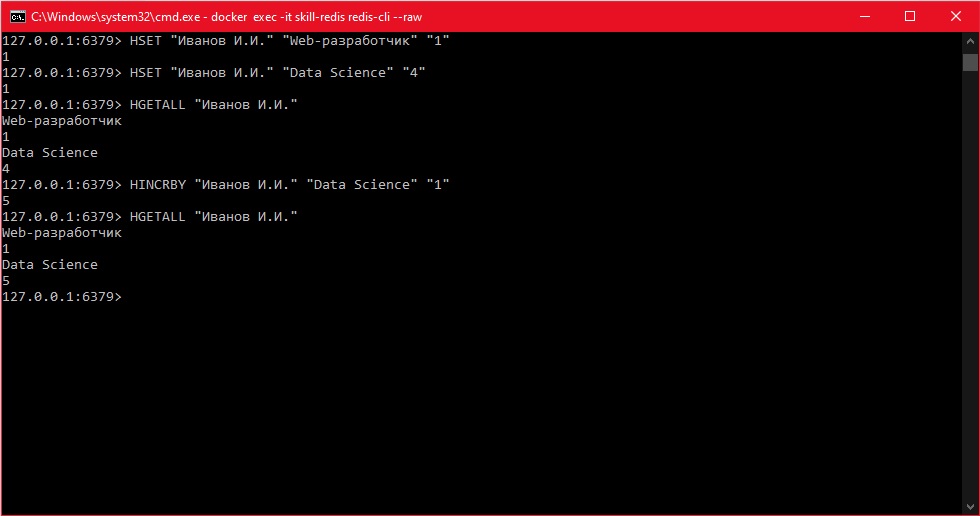 C:\Windows\system32\cmd.exe - docker  exec -it skill-redis redis-cli --raw
127.0.0.1:6379> HSET "Иванов И.И." "Web-разработчик" "1"
1
127.0.0.1:6379> HSET "Иванов И.И." "Data Science" "4"
1
127.0.0.1:6379> HGETALL "Иванов И.И."
Web-разработчик
1
Data Science
4
127.0.0.1:6379> HINCRBY "Иванов И.И." "Data Science" "1"
5
127.0.0.1:6379> HGETALL "Иванов И.И."
Web-разработчик
1
Data Science
5
127.0.0.1:6379>